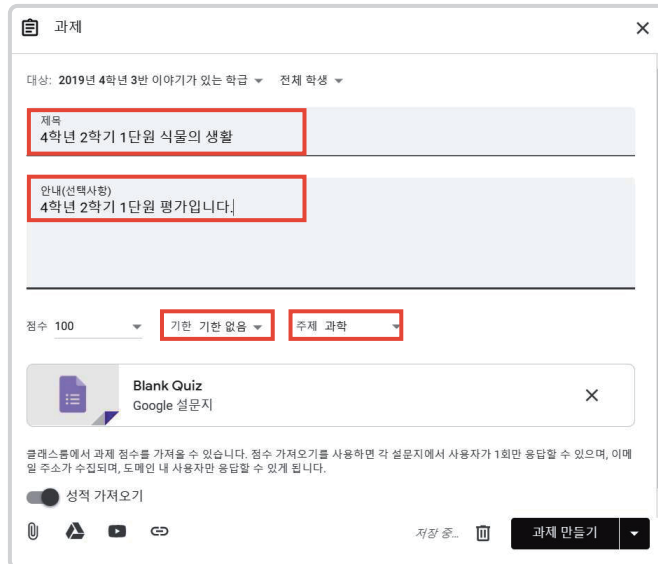 과제
대상: 2019년 4학년 3반 이야기가 있는 학급 전체 학생
제목
4학년 2학기 1단원 식물의 생활
안내(선택사항)
4학년 2학기 1단원 평가입니다.
점수 100 기한 기한 없음 주제 과학
Blank Quiz
Google 설문지
클래스룸에서 과제 점수를 가져올 수 있습니다. 점수 가져오기를 사용하면 각 설문지에서 사용자가 1회만 응답할 수 있으며, 이메
일 주소가 수집되며, 도메인 내 사용자만 응답할 수 있게 됩니다.
성적 가져오기
저장 중... 과제 만들기